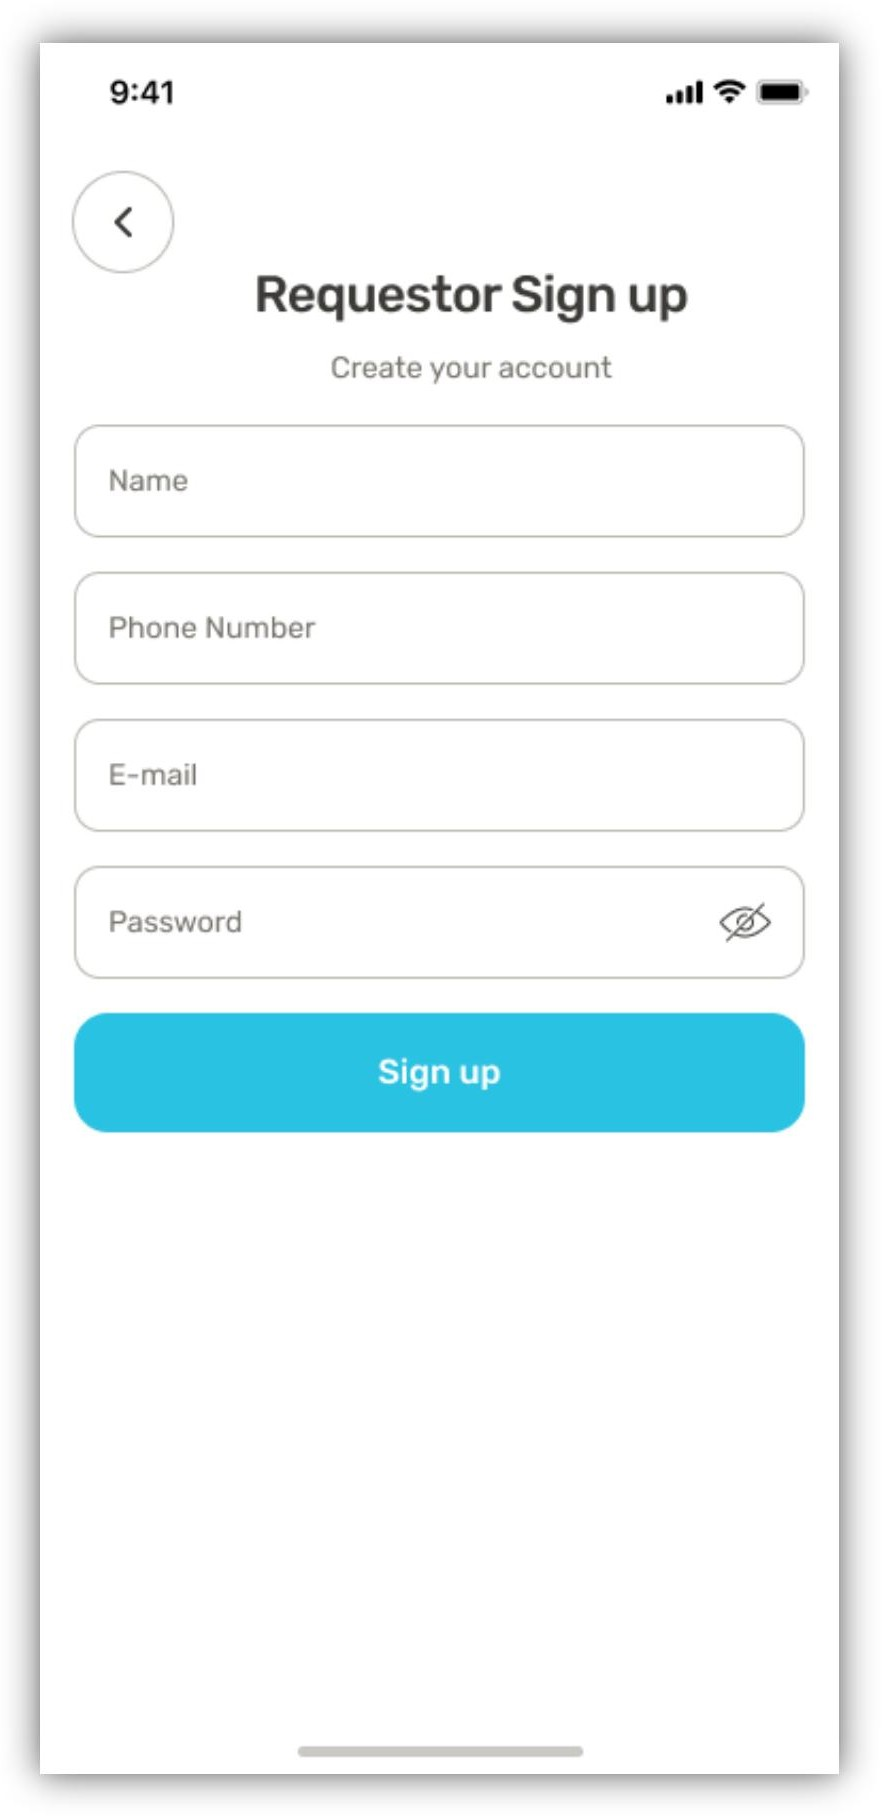 9:41
Requestor Sign up
Create your account
Name
Phone Number
E-mail
Password
Sign up